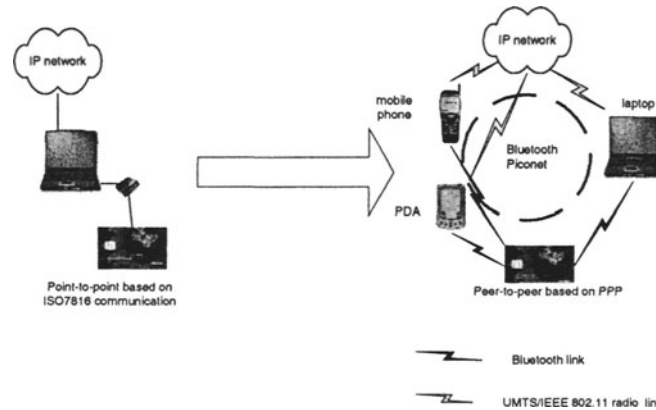 IP network
IP network
mobile
phone
laptop
Bluetooth
Piconet
PDA
Point-to-point based on
ISO7816 communication
Peer-to-peer based on PPP
Bluetooth link
UMTS/IEEE 802.11 radio lin